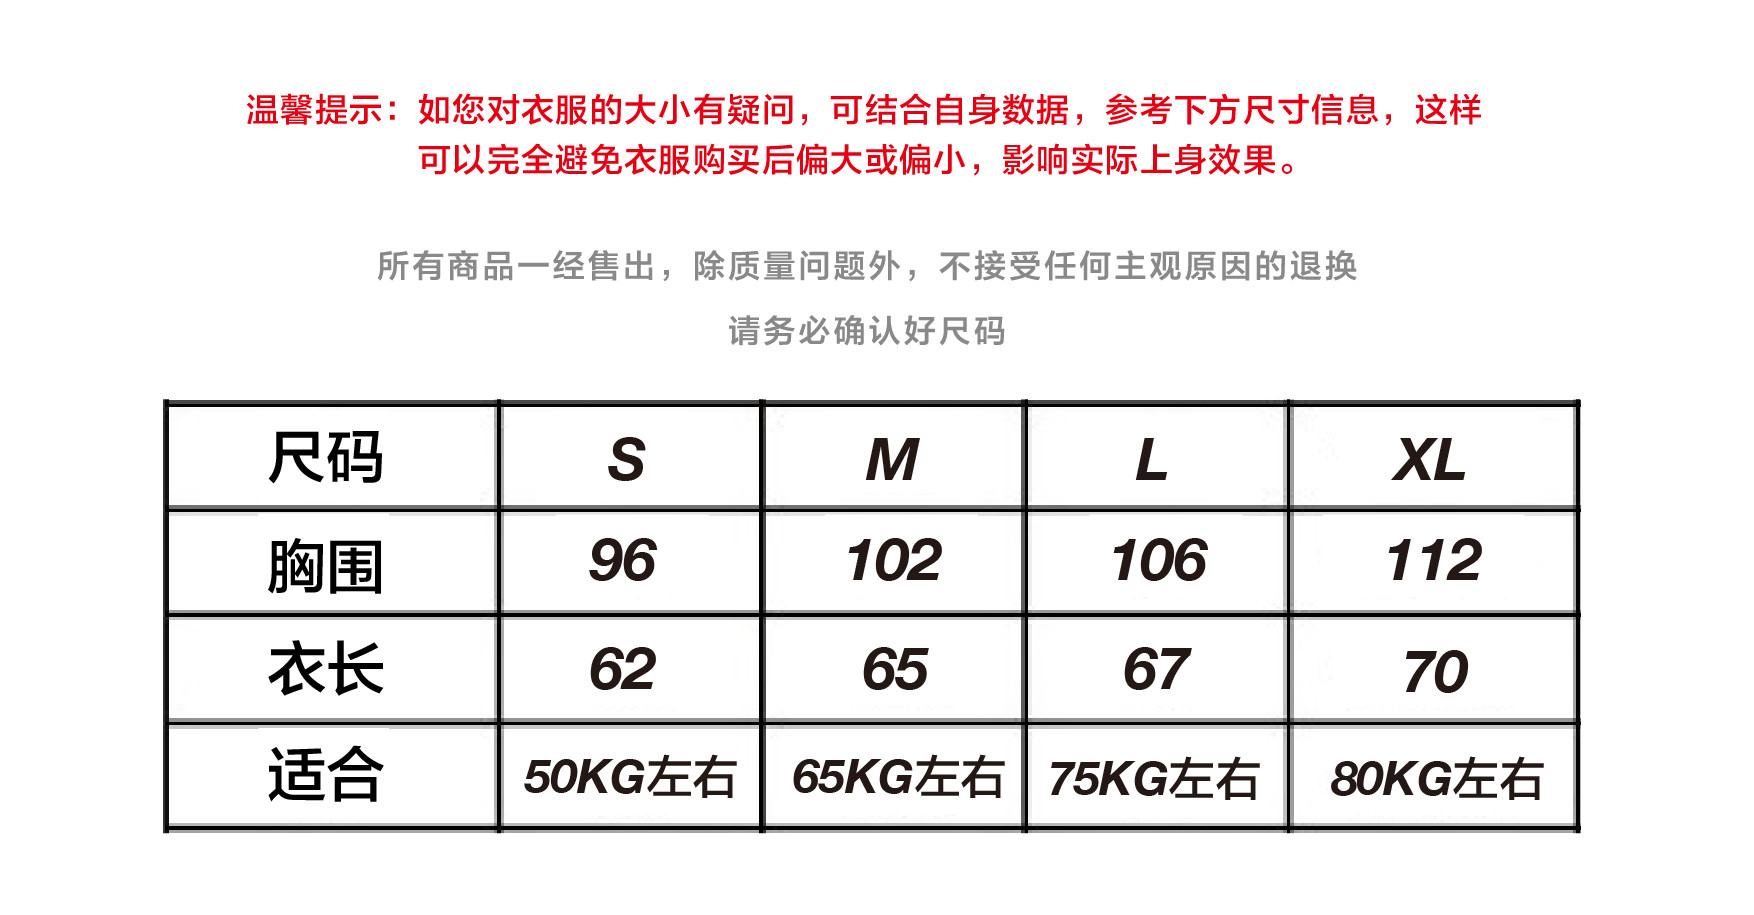 温馨提示：如您对衣服的大小有疑问，可结合自身数据，参考下方尺寸信息，这样
可以完全避免衣服购买后偏大或偏小，影响实际上身效果。
所有商品一经售出，除质量问题外，不接受任何主观原因的退换
请务必确认好尺码
尺码 S M L XL
胸围 96 102 106 112
衣长 62 65 67 70
适合 50KG左右 65KG左右 75KG左右 80KG左右